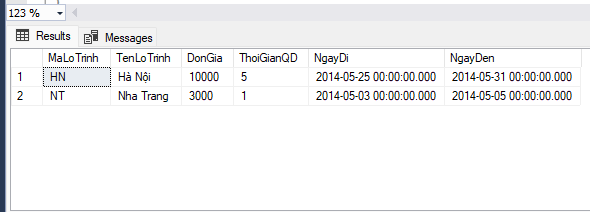 123 %
Results Messages
MaLoTrinh TenLoTrinh DonGia ThoiGianQD NgayDi NgayDen
1 HN Hà Nội 10000 5 2014-05-25 00:00:00.000 2014-05-31 00:00:00.000
2 NT Nha Trang 3000 1 2014-05-03 00:00:00.000 2014-05-05 00:00:00.000